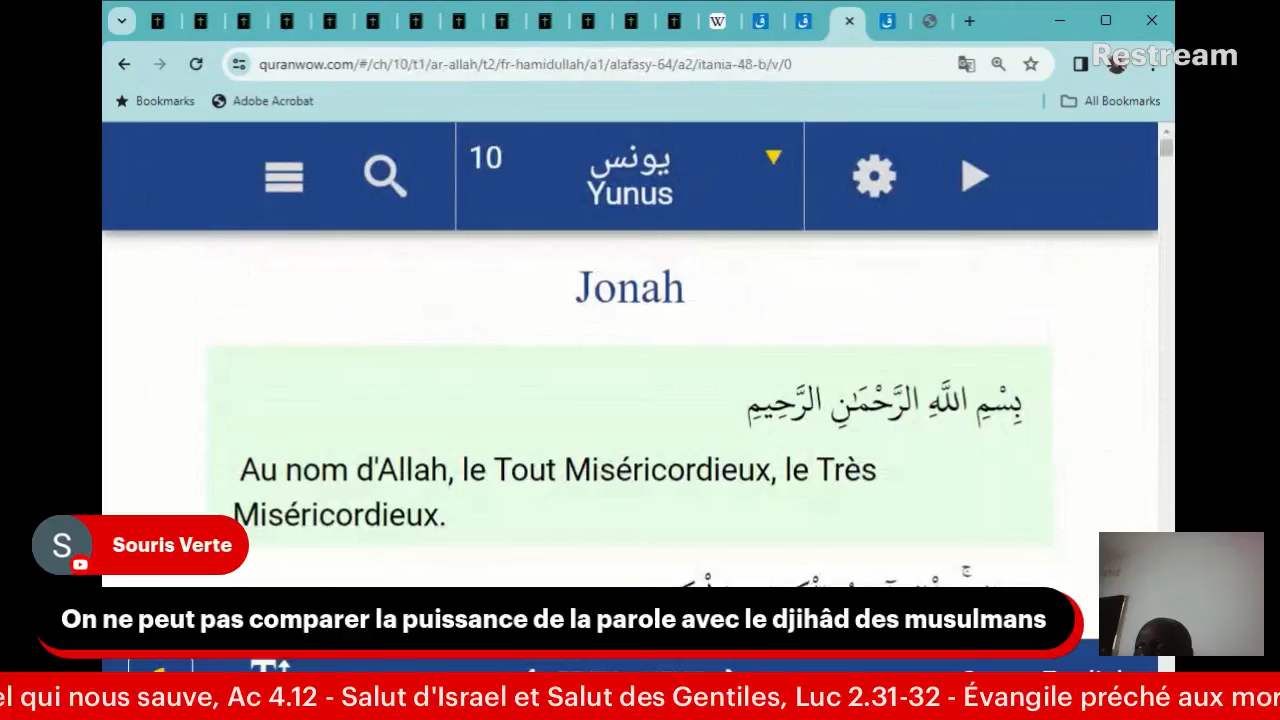 W
quranwow.com/#/ch/10/t1/ar-allah/t2/fr-hamidullah/a1/alafasy-64/a2/itania-48-b/v/0
Restream
Bookmarks
Adobe Acrobat
All Bookmarks
10
يونس
Yunus
Jonah
بِسْمِ اللَّهِ الرَّحْمَٰنِ الرَّحِيمِ
Au nom d'Allah, le Tout Miséricordieux, le Très
Miséricordieux.
S
Souris Verte
On ne peut pas comparer la puissance de la parole avec le djihâd des musulmans
el qui nous sauve, Ac 4.12 - Salut d'Israel et Salut des Gentiles, Luc 2.31-32 - Évangile préché aux mor